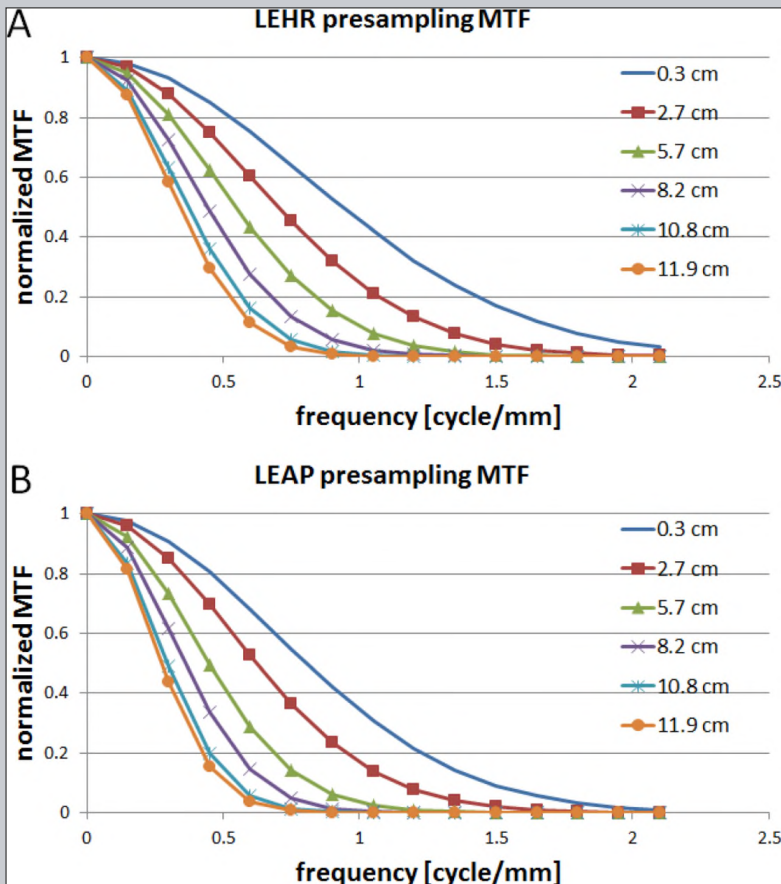 A
LEHR presampling MTF
normalized MTF
1
0.8
0.6
0.4
0.2
0
0 0.5 1 1.5 2 2.5
frequency [cycle/mm]
0.3 cm
2.7 cm
5.7 cm
8.2 cm
10.8 cm
11.9 cm
B
LEAP presampling MTF
normalized MTF
1
0.8
0.6
0.4
0.2
0
0 0.5 1 1.5 2 2.5
frequency [cycle/mm]
0.3 cm
2.7 cm
5.7 cm
8.2 cm
10.8 cm
11.9 cm